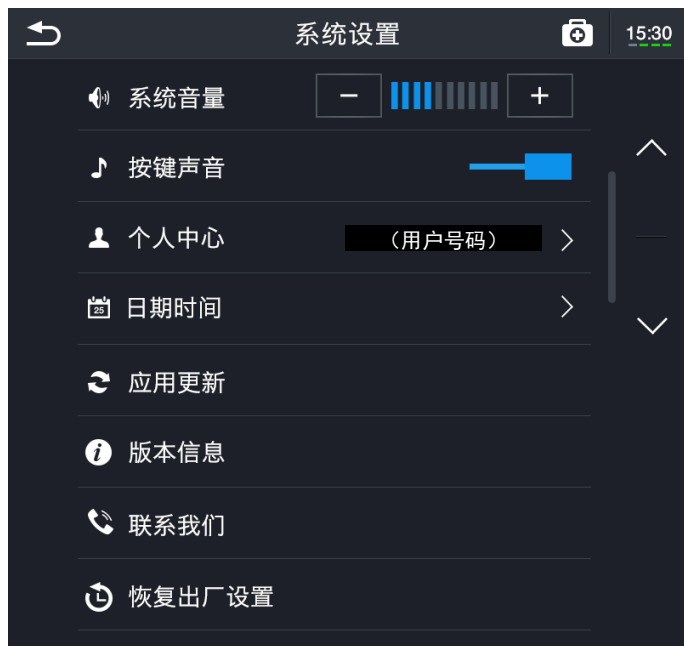 系统设置
15:30
系统音量
按键声音
个人中心 （用户号码）
25 日期时间
应用更新
版本信息
联系我们
恢复出厂设置